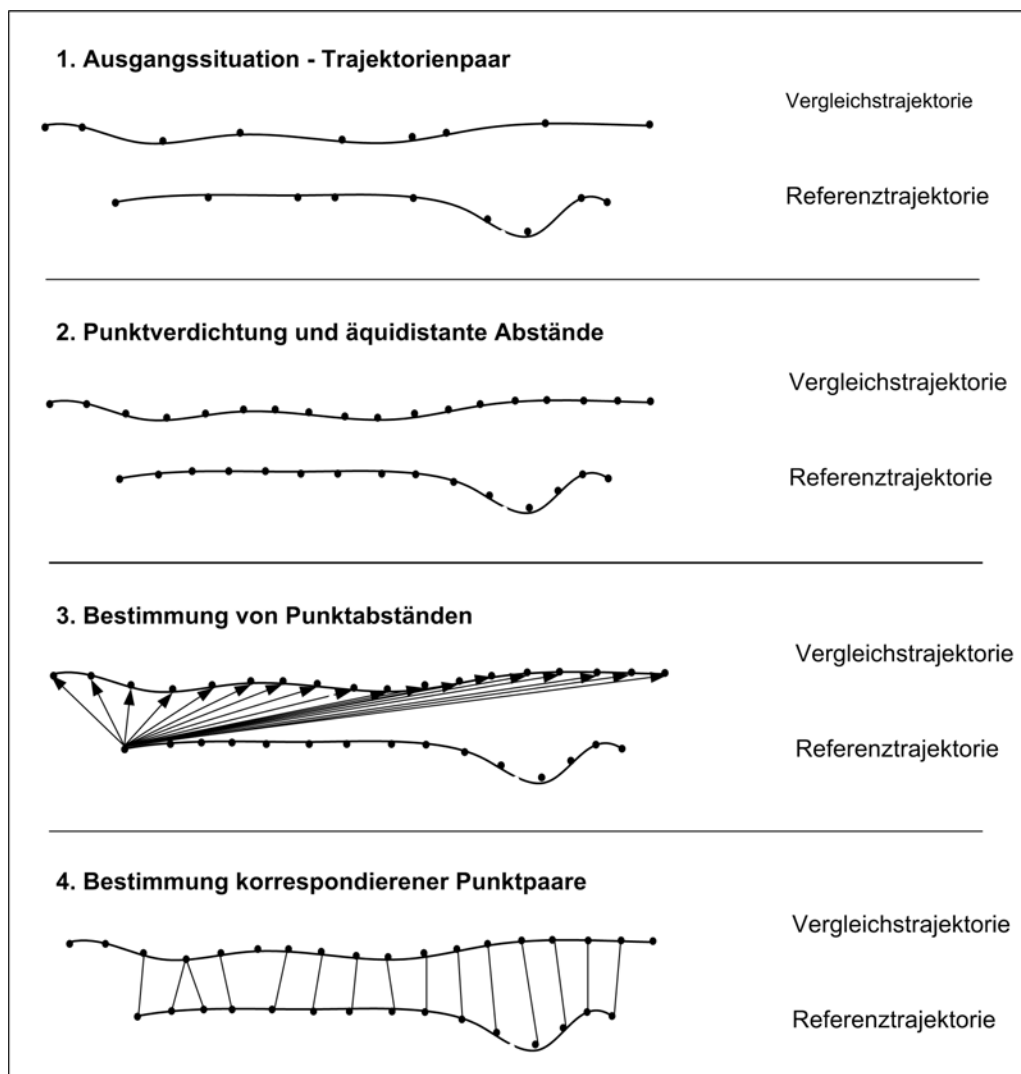 1. Ausgangssituation - Trajektorienpaar
Vergleichstrajektorie
Referenztrajektorie
2. Punktverdichtung und äquidistante Abstände
Vergleichstrajektorie
Referenztrajektorie
3. Bestimmung von Punktabständen
Vergleichstrajektorie
Referenztrajektorie
4. Bestimmung korrespondierener Punktpaare
Vergleichstrajektorie
Referenztrajektorie